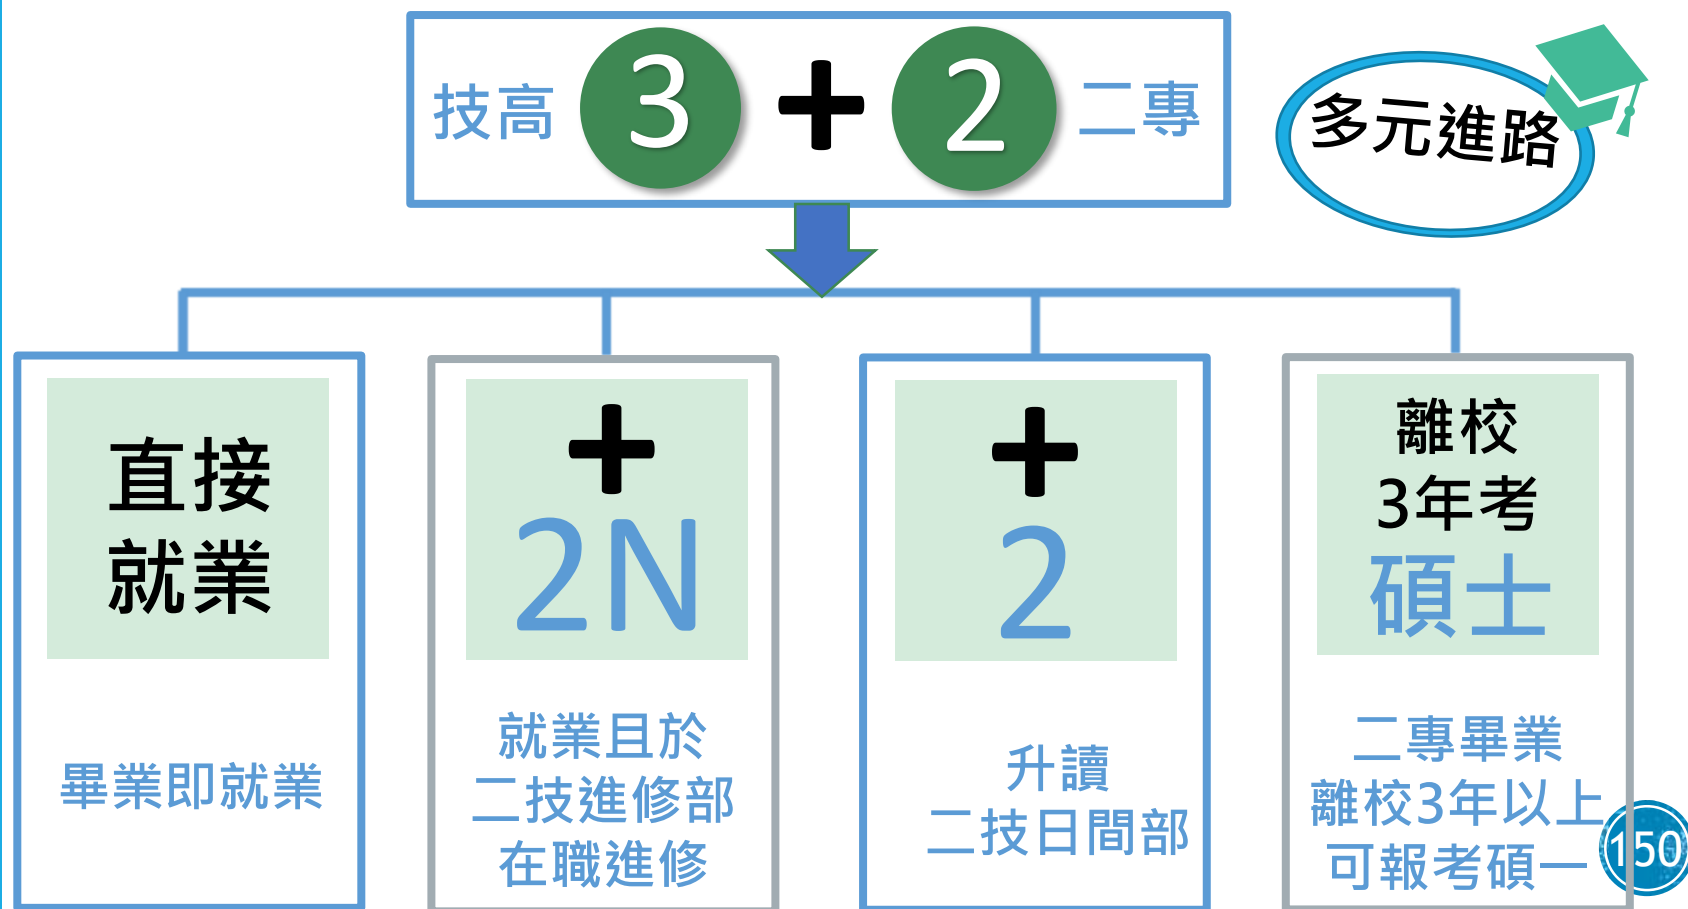 技高 3 + 2 二專
多元進路
直接
就業
畢業即就業
+
2N
就業且於
二技進修部
在職進修
+
2
升讀
二技日間部
離校
3年考
碩士
二專畢業
離校3年以上
可報考碩一
150